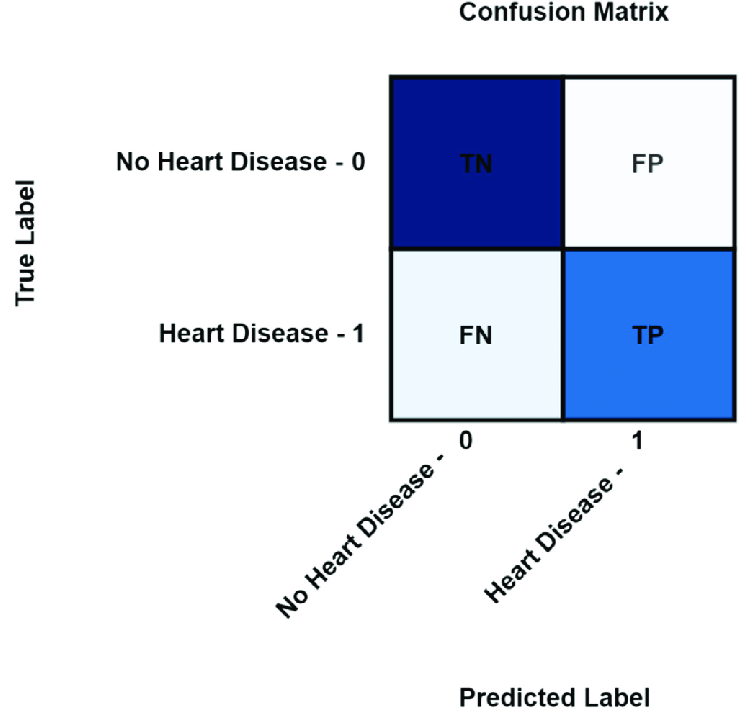 Confusion Matrix
No Heart Disease - 0
TN
FP
True Label
Heart Disease - 1
FN
TP
No Heart Disease - 0
Heart Disease - 1
Predicted Label